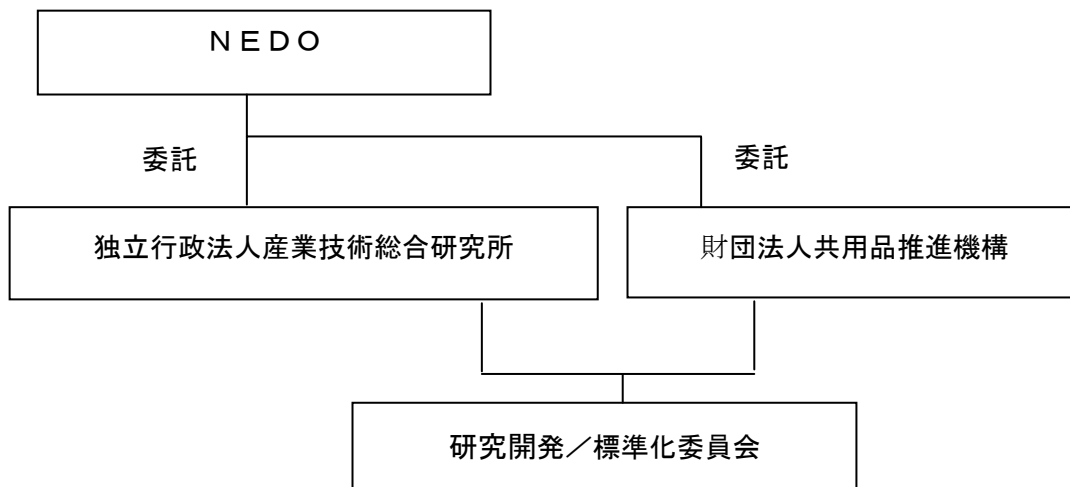 ＮＥＤＯ
委託
委託
独立行政法人産業技術総合研究所
財団法人共用品推進機構
研究開発／標準化委員会